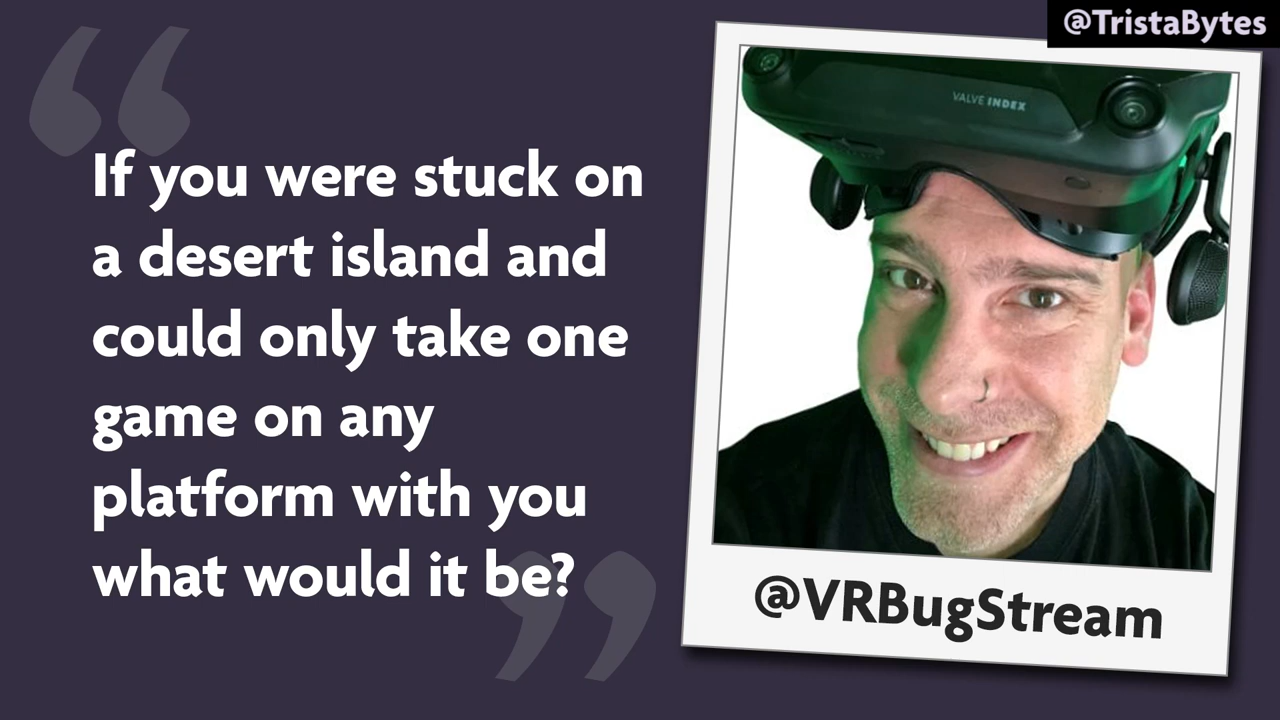 @TristaBytes
If you were stuck on
a desert island and
could only take one
game on any
platform with you
what would it be?
VALVE INDEX
@VRBugStream